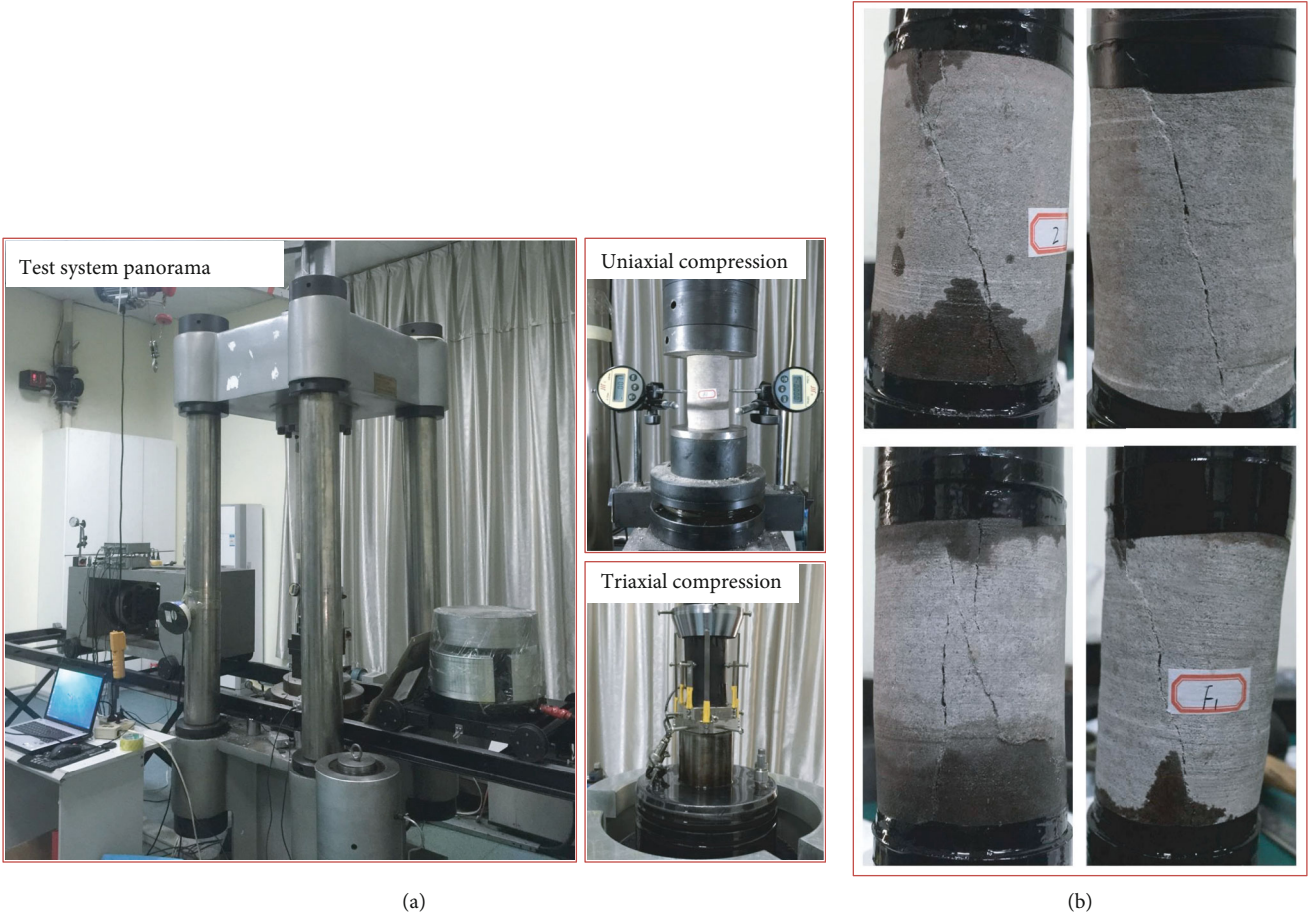 Test system panorama
Uniaxial compression
Triaxial compression
2
F1
(a)
(b)